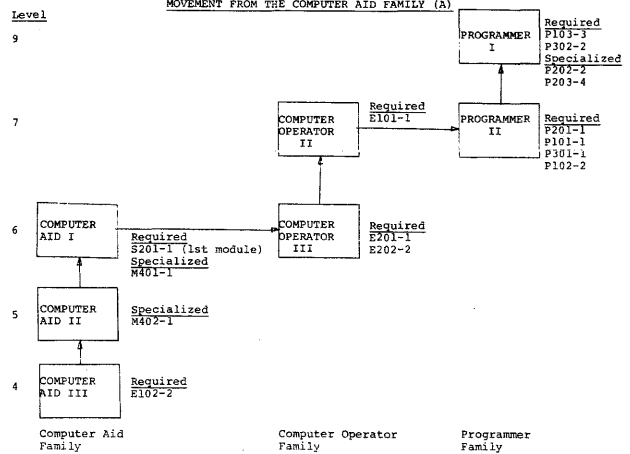 MOVEMENT FROM THE COMPUTER AID FAMILY (A)
Level
9
PROGRAMMER
I
Required
P103-3
P302-2
Specialized
P202-2
P203-4
7
COMPUTER
OPERATOR
II
Required
E101-1
PROGRAMMER
II
Required
P201-1
P101-1
P301-1
P102-2
6
COMPUTER
AID I
Required
S201-1 (1st module)
Specialized
M401-1
COMPUTER
OPERATOR
III
Required
E201-1
E202-2
5
COMPUTER
AID II
Specialized
M402-1
4
COMPUTER
AID III
Required
E102-2
Computer Aid
Family
Computer Operator
Family
Programmer
Family